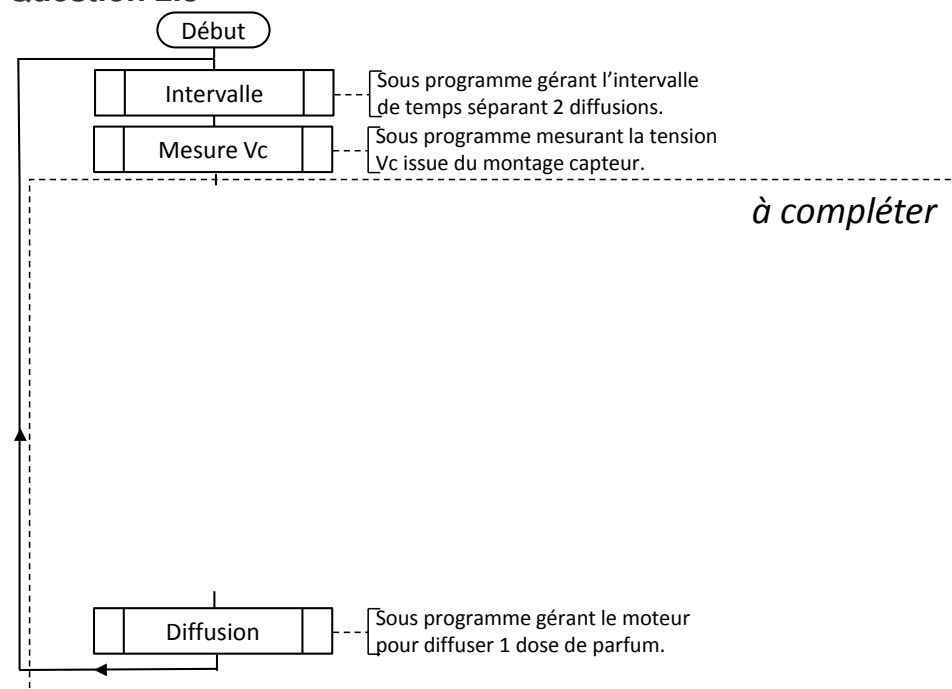 Début
Intervalle
Sous programme gérant l’intervalle
de temps séparant 2 diffusions.
Mesure Vc
Sous programme mesurant la tension
Vc issue du montage capteur.
à compléter
Diffusion
Sous programme gérant le moteur
pour diffuser 1 dose de parfum.